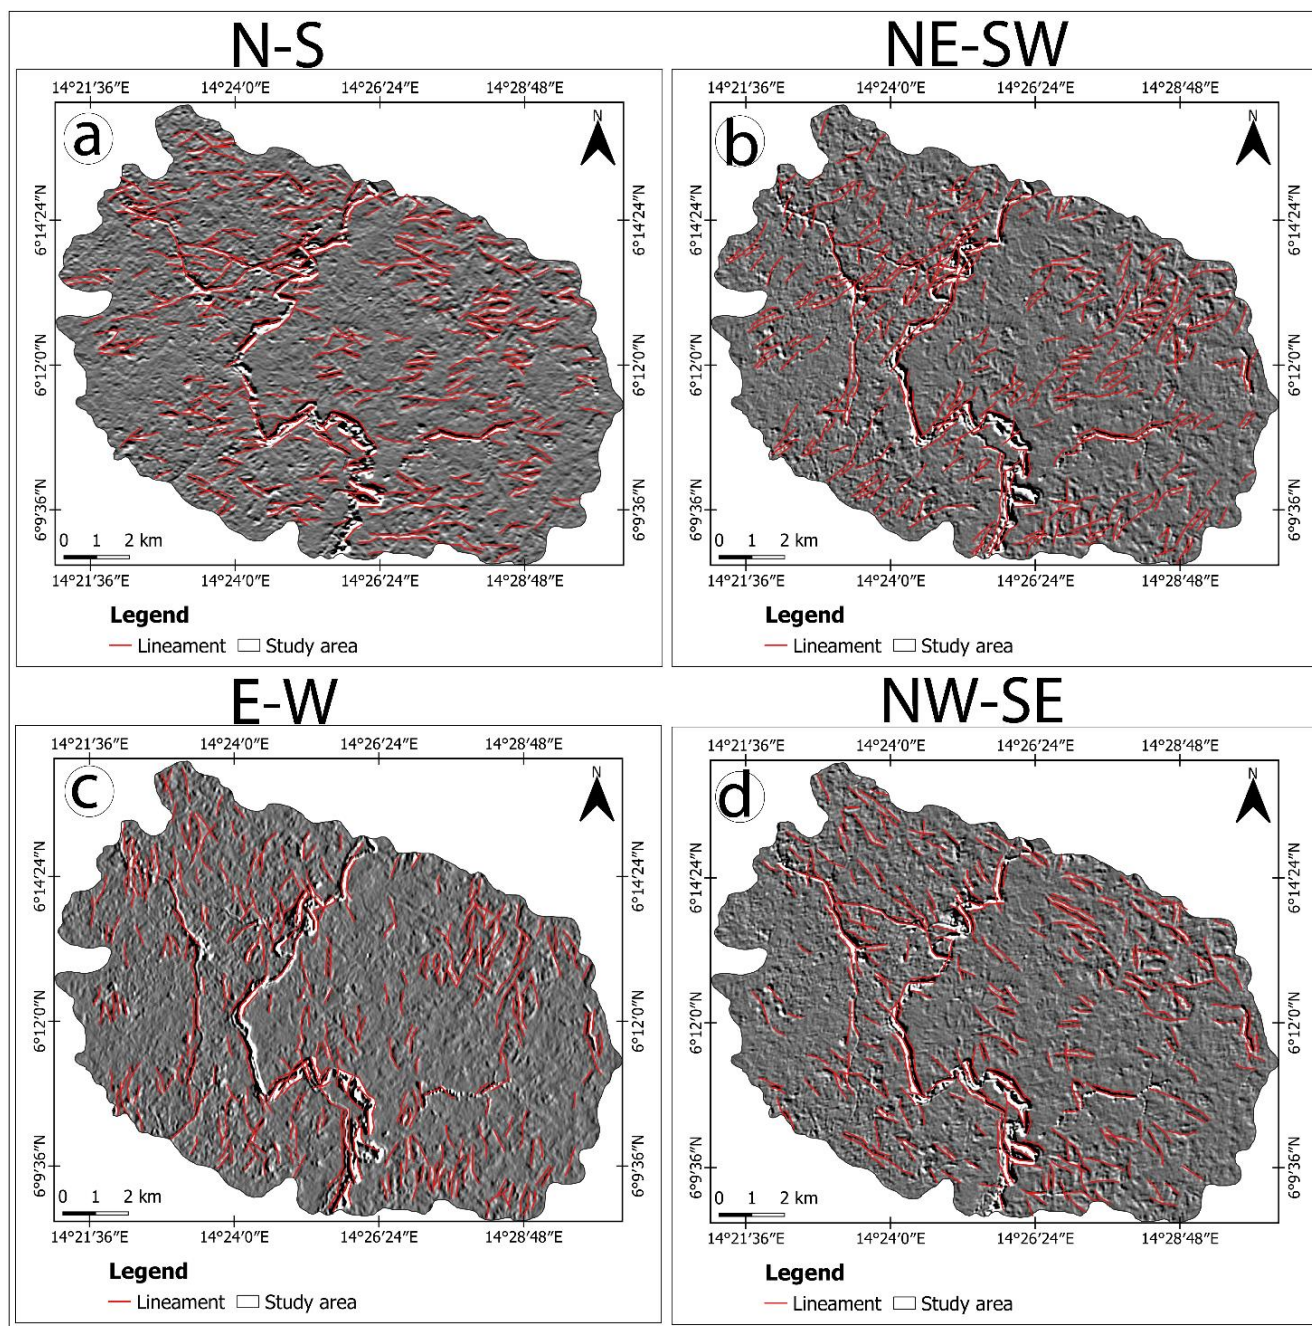 N-S
14°21′36″E 14°24′0″E 14°26′24″E 14°28′48″E
a
N
6°14′24″N 6°14′24″N
6°12′0″N 6°12′0″N
6°9′36″N 6°9′36″N
0 1 2 km
14°21′36″E 14°24′0″E 14°26′24″E 14°28′48″E
Legend
Lineament Study area
NE-SW
14°21′36″E 14°24′0″E 14°26′24″E 14°28′48″E
b
N
6°14′24″N 6°14′24″N
6°12′0″N 6°12′0″N
6°9′36″N 6°9′36″N
0 1 2 km
14°21′36″E 14°24′0″E 14°26′24″E 14°28′48″E
Legend
Lineament Study area
E-W
14°21′36″E 14°24′0″E 14°26′24″E 14°28′48″E
c
N
6°14′24″N 6°14′24″N
6°12′0″N 6°12′0″N
6°9′36″N 6°9′36″N
0 1 2 km
14°21′36″E 14°24′0″E 14°26′24″E 14°28′48″E
Legend
Lineament Study area
NW-SE
14°21′36″E 14°24′0″E 14°26′24″E 14°28′48″E
d
N
6°14′24″N 6°14′24″N
6°12′0″N 6°12′0″N
6°9′36″N 6°9′36″N
0 1 2 km
14°21′36″E 14°24′0″E 14°26′24″E 14°28′48″E
Legend
Lineament Study area